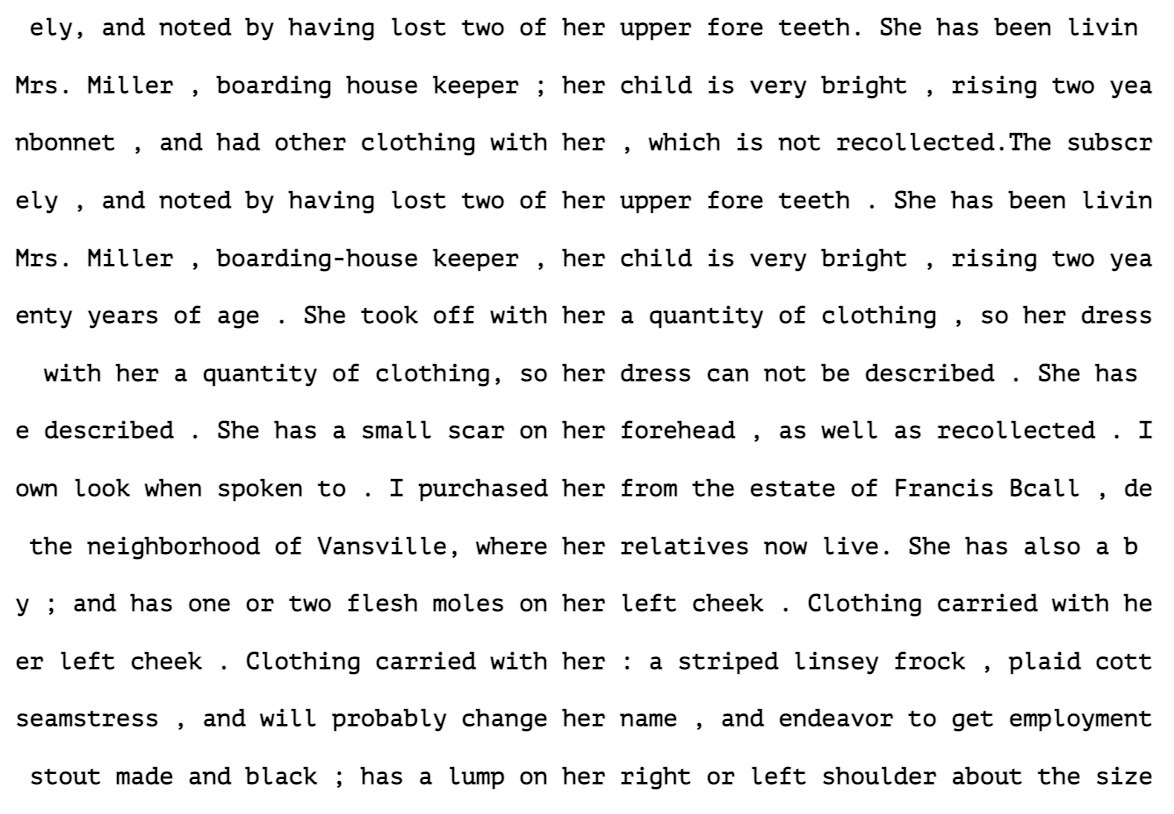 ely, and noted by having lost two of her upper fore teeth. She has been livin
Mrs. Miller , boarding house keeper ; her child is very bright , rising two yea
nbonnet , and had other clothing with her , which is not recollected.The subscr
ely , and noted by having lost two of her upper fore teeth . She has been livin
Mrs. Miller , boarding-house keeper , her child is very bright , rising two yea
enty years of age . She took off with her a quantity of clothing , so her dress
with her a quantity of clothing, so her dress can not be described . She has
e described . She has a small scar on her forehead , as well as recollected . I
own look when spoken to . I purchased her from the estate of Francis Bcall , de
the neighborhood of Vansville, where her relatives now live. She has also a b
y ; and has one or two flesh moles on her left cheek . Clothing carried with he
er left cheek . Clothing carried with her : a striped linsey frock , plaid cott
seamstress , and will probably change her name , and endeavor to get employment
stout made and black ; has a lump on her right or left shoulder about the size